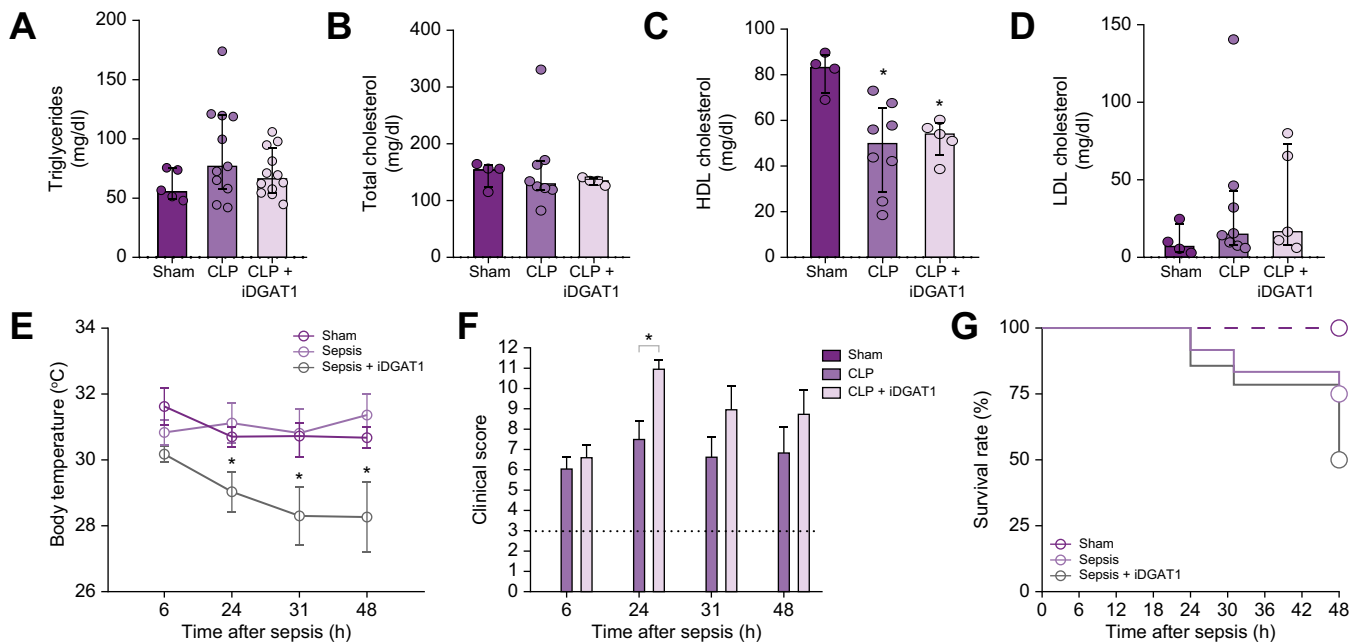 A
Triglycerides
(mg/dl)
200
150
100
50
0
Sham
CLP
CLP +
iDGAT1
B
Total cholesterol
(mg/dl)
400
300
200
100
0
Sham
CLP
CLP +
iDGAT1
C
HDL cholesterol
(mg/dl)
100
80
60
40
20
0
*
*
Sham
CLP
CLP +
iDGAT1
D
LDL cholesterol
(mg/dl)
150
100
50
0
Sham
CLP
CLP +
iDGAT1
E
Body temperature (°C)
34
32
30
28
26
Sham
Sepsis
Sepsis + iDGAT1
*
*
*
6
24
31
48
Time after sepsis (h)
F
Clinical score
12
11
10
9
8
7
6
5
4
3
2
1
0
*
Sham
CLP
CLP + iDGAT1
6
24
31
48
Time after sepsis (h)
G
Survival rate (%)
100
75
50
25
0
Sham
Sepsis
Sepsis + iDGAT1
0
6
12
18
24
30
36
42
48
Time after sepsis (h)